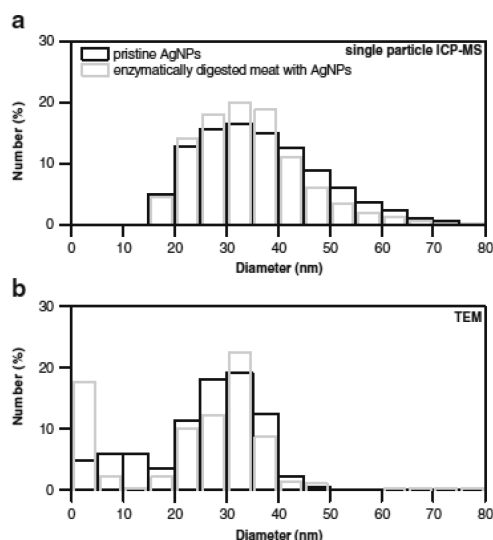 a
30
20
10
0
Number (%)
single particle ICP-MS
pristine AgNPs
enzymatically digested meat with AgNPs
0 10 20 30 40 50 60 70 80
Diameter (nm)
b
30
20
10
0
Number (%)
TEM
0 10 20 30 40 50 60 70 80
Diameter (nm)